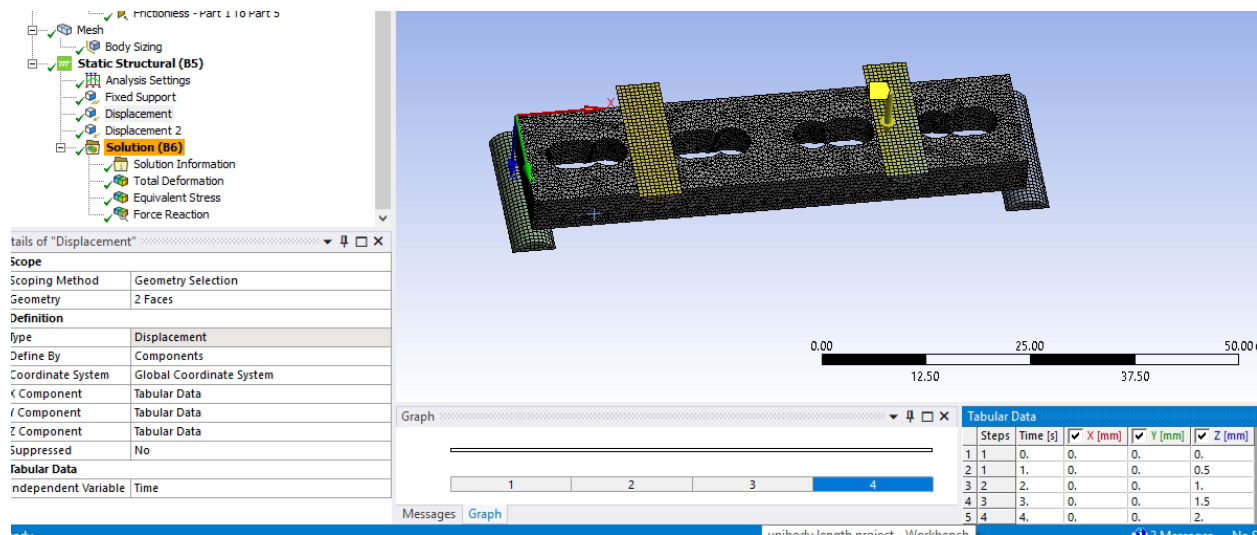 Frictionless - Part 1 To Part 5
Mesh
Body Sizing
Static Structural (B5)
Analysis Settings
Fixed Support
Displacement
Displacement 2
Solution (B6)
Solution Information
Total Deformation
Equivalent Stress
Force Reaction
tails of "Displacement"
Scope
Scoping Method Geometry Selection
Geometry 2 Faces
Definition
Type Displacement
Define By Components
Coordinate System Global Coordinate System
X Component Tabular Data
Y Component Tabular Data
Z Component Tabular Data
Suppressed No
Tabular Data
Independent Variable Time
X
0.00 25.00 50.00
12.50 37.50
Graph
1 2 3 4
Messages Graph
Tabular Data
Steps Time [s] X [mm] Y [mm] Z [mm]
1 1 0. 0. 0. 0.
2 1 1. 0. 0. 0.5
3 2 2. 0. 0. 1.
4 3 3. 0. 0. 1.5
5 4 4. 0. 0. 2.
unibody length project - Workbench
Messages